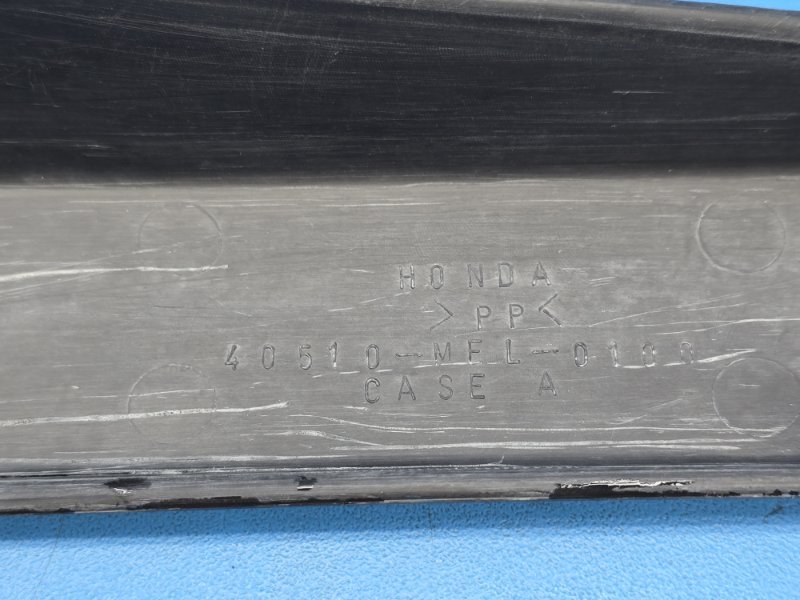 HONDA
>PP<
40510-MEL-0100
CASE A